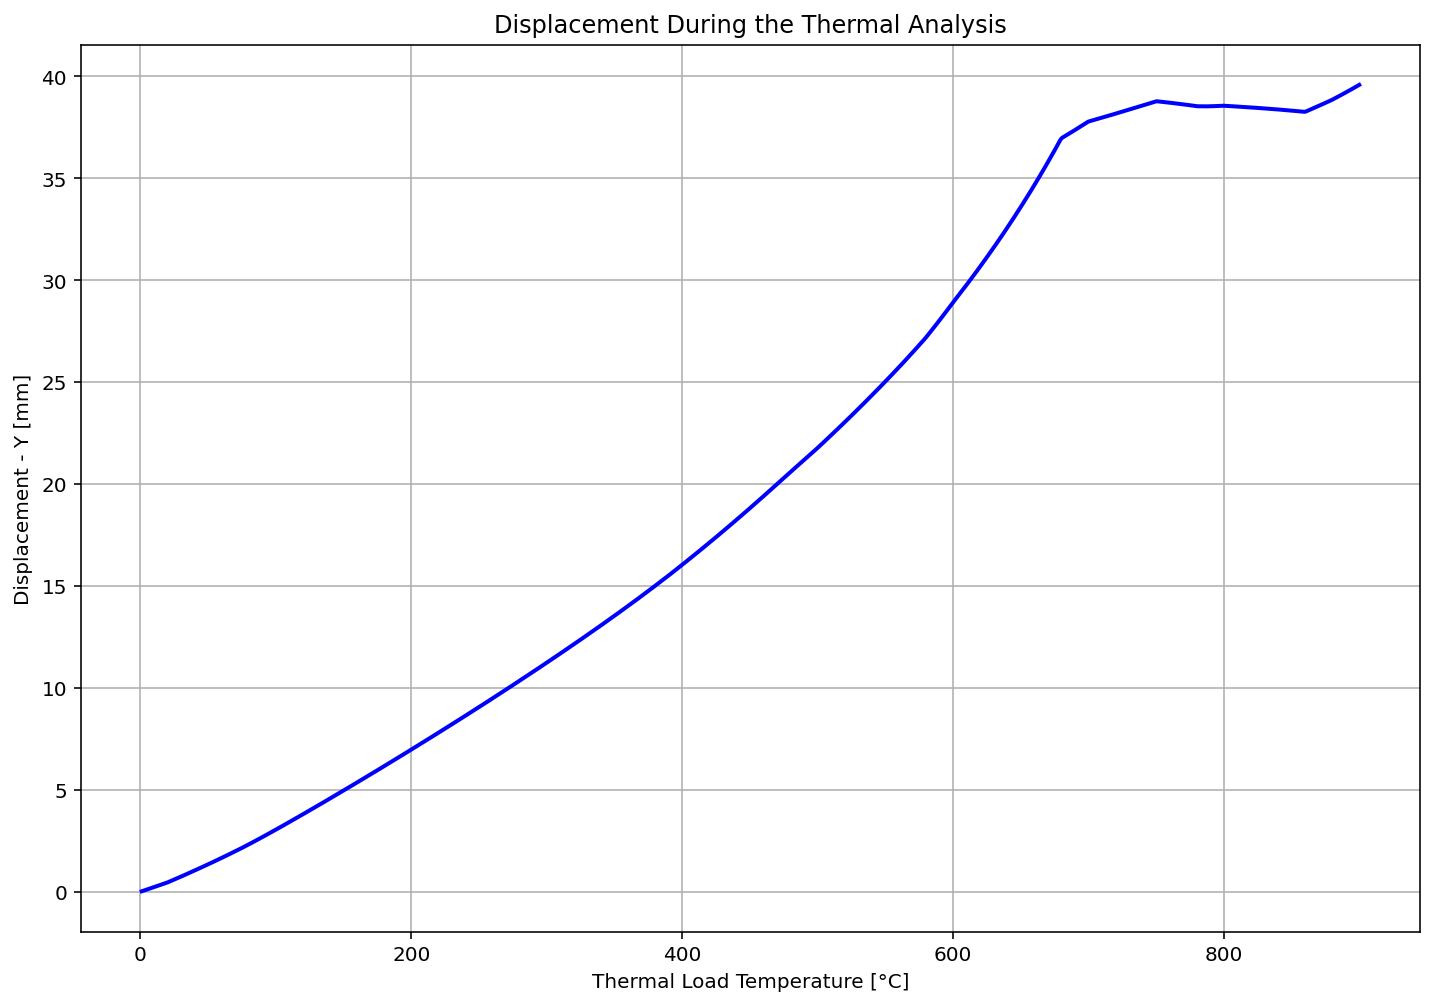 Displacement During the Thermal Analysis
40
35
30
25
20
15
10
5
0
Displacement - Y [mm]
0 200 400 600 800
Thermal Load Temperature [°C]